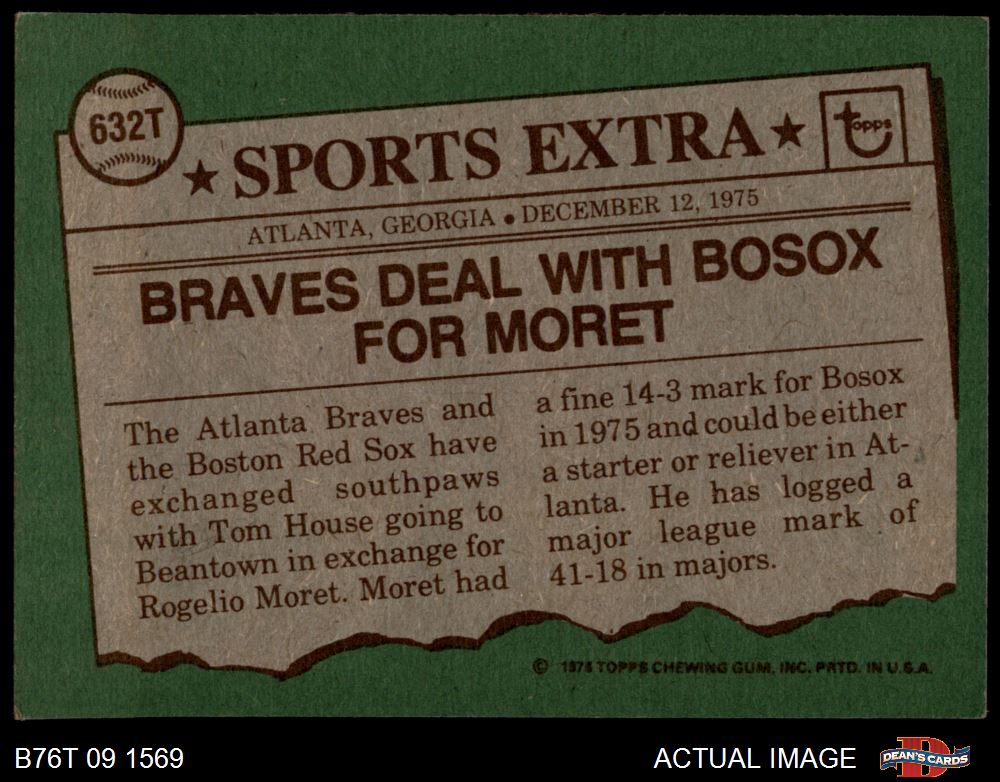 632T
★ SPORTS EXTRA ★
topps
ATLANTA, GEORGIA • DECEMBER 12, 1975
BRAVES DEAL WITH BOSOX
FOR MORET
The Atlanta Braves and
the Boston Red Sox have
exchanged southpaws
with Tom House going to
Beantown in exchange for
Rogelio Moret. Moret had
a fine 14-3 mark for Bosox
in 1975 and could be either
a starter or reliever in At-
lanta. He has logged a
major league mark of
41-18 in majors.
© 1976 TOPPS CHEWING GUM, INC. PRTD. IN U.S.A.
B76T 09 1569
ACTUAL IMAGE
DEAN'S CARDS